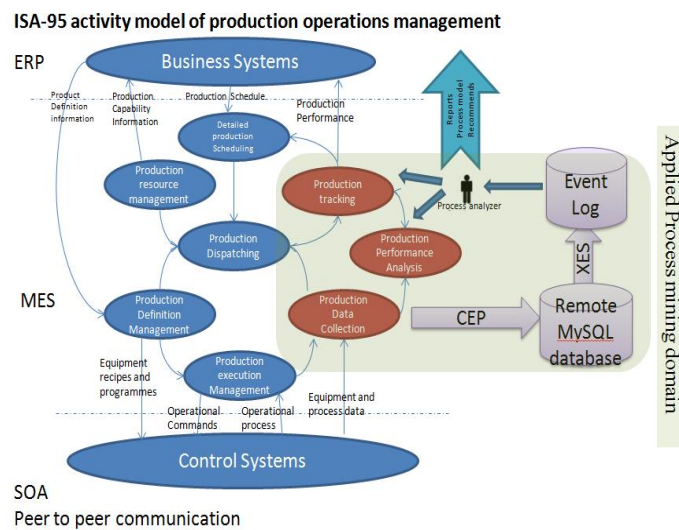 ISA-95 activity model of production operations management
ERP
Business Systems
Product
Definition
information
Production
Capability
Information
Production Schedule
Production
Performance
Detailed
production
Scheduling
Reports
Process model
Recommends
Production
resource
management
Production
tracking
Process analyzer
Event
Log
Production
Dispatching
Production
Performance
Analysis
XES
MES
Production
Definition
Management
Production
Data
Collection
CEP
Remote
MySQL
database
Applied Process mining domain
Equipment
recipes and
programmes
Production
execution
Management
Equipment and
process data
Operational
Commands
Operational
process
Control Systems
SOA
Peer to peer communication